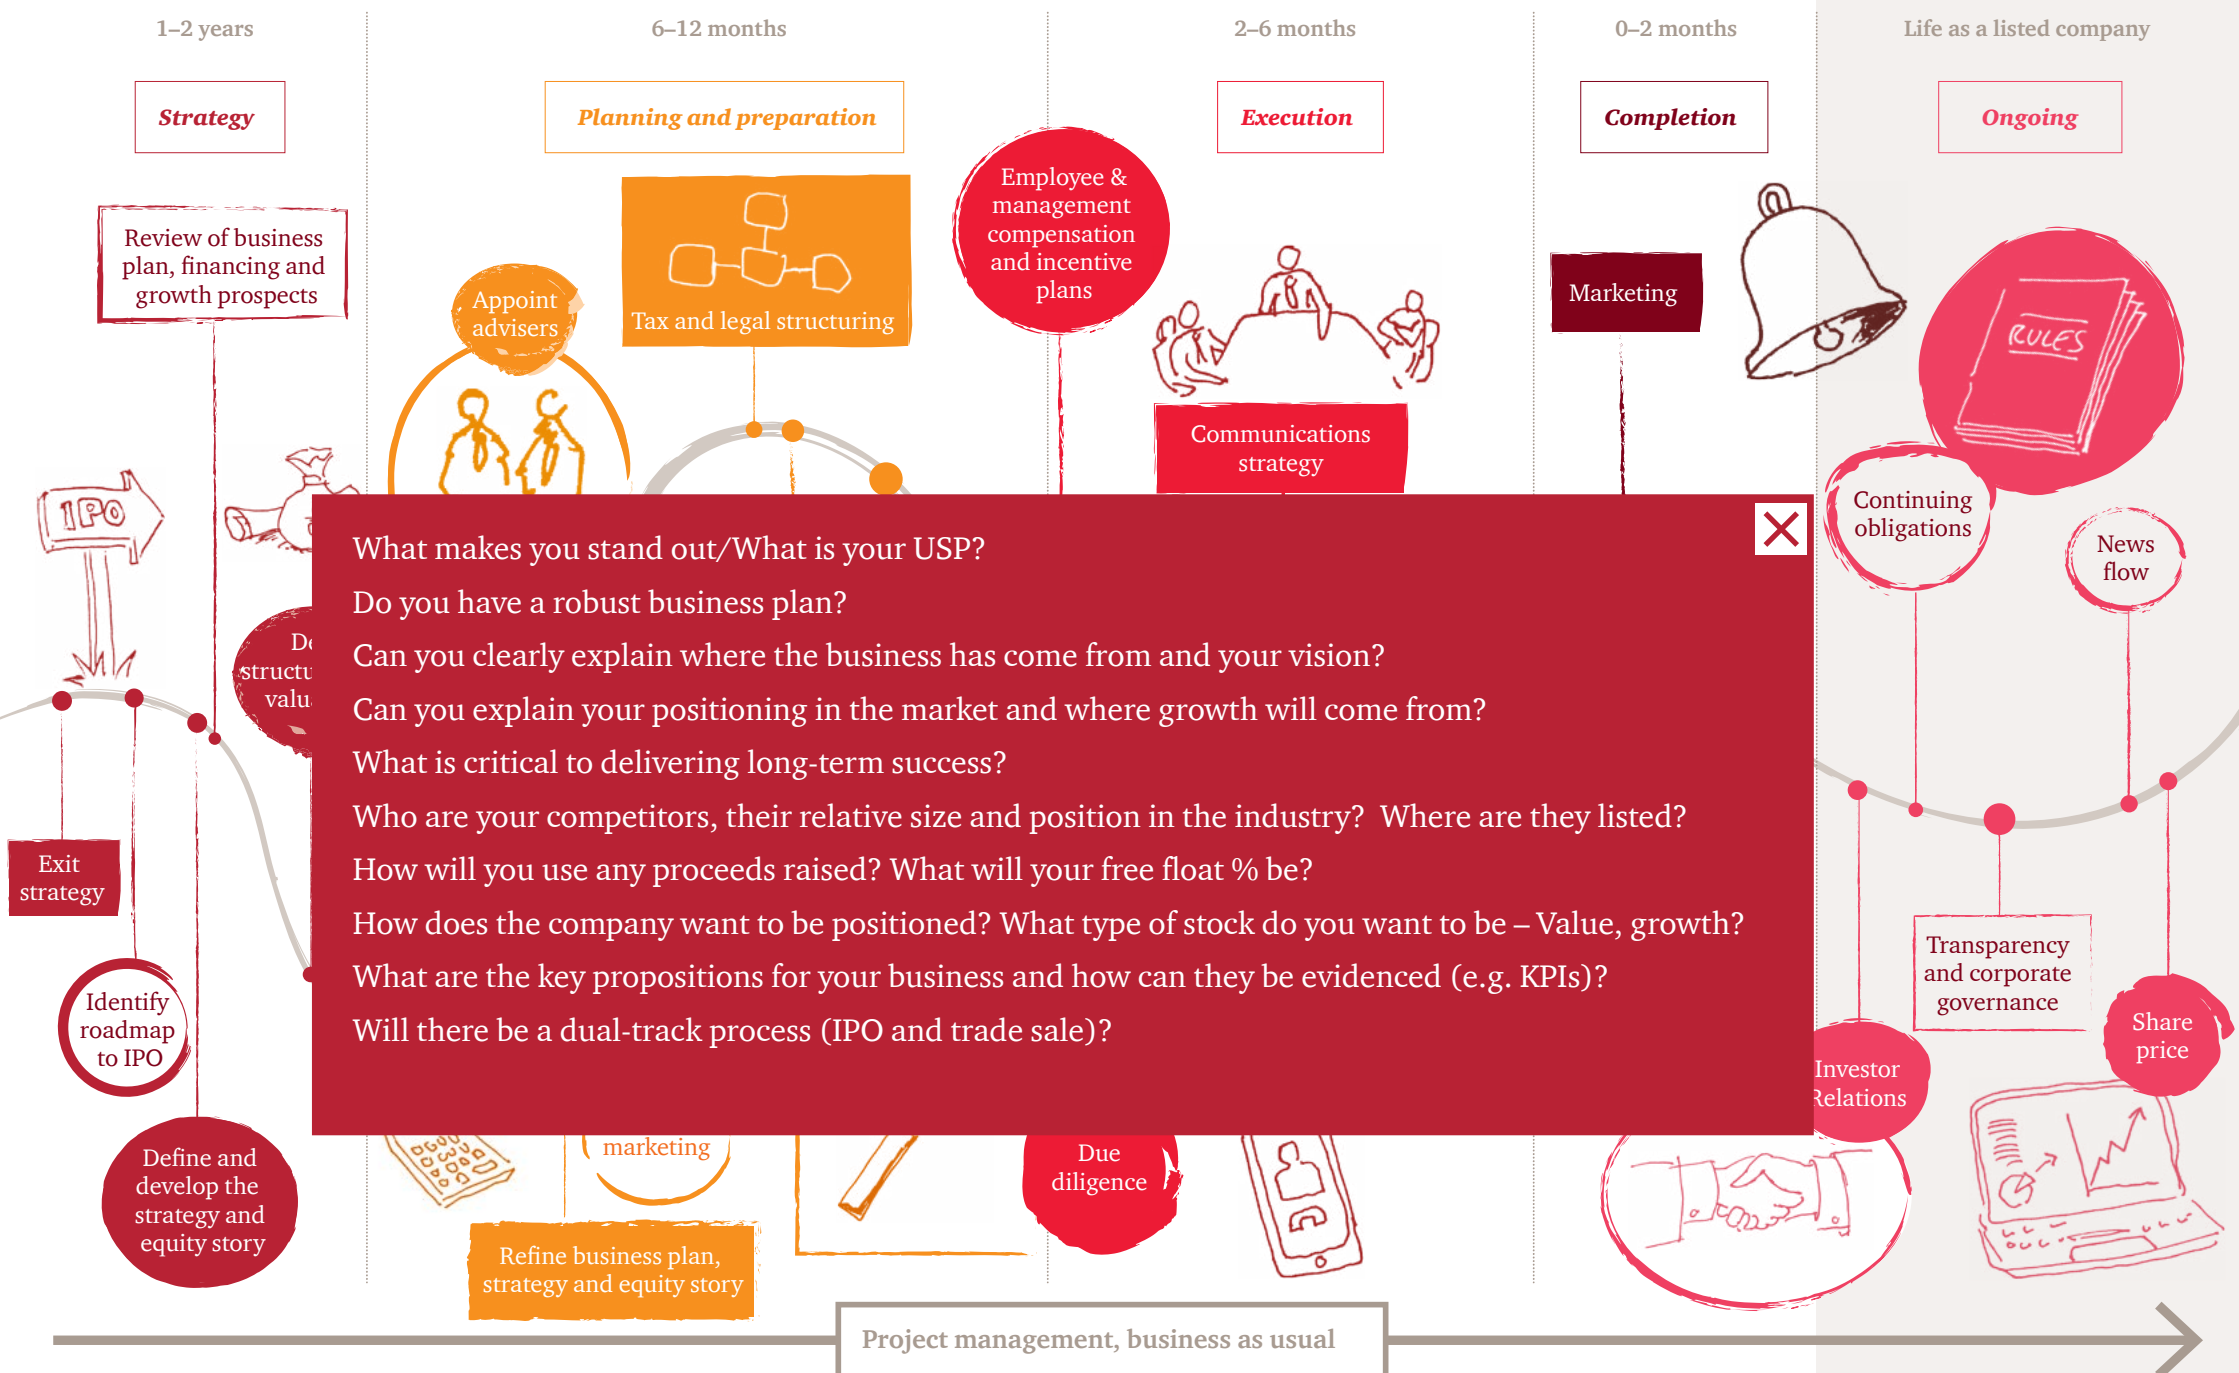 1–2 years
6–12 months
2–6 months
0–2 months
Life as a listed company
Strategy
Planning and preparation
Execution
Completion
Ongoing
Review of business
plan, financing and
growth prospects
Appoint
advisers
Tax and legal structuring
Employee &
management
compensation
and incentive
plans
Communications
strategy
Marketing
RULES
Continuing
obligations
News
flow
IPO
What makes you stand out/What is your USP?
Do you have a robust business plan?
Can you clearly explain where the business has come from and your vision?
Can you explain your positioning in the market and where growth will come from?
What is critical to delivering long-term success?
Who are your competitors, their relative size and position in the industry?  Where are they listed?
How will you use any proceeds raised? What will your free float % be?
How does the company want to be positioned? What type of stock do you want to be – Value, growth?
What are the key propositions for your business and how can they be evidenced (e.g. KPIs)?
Will there be a dual-track process (IPO and trade sale)?
Exit
strategy
Identify
roadmap
to IPO
Define and
develop the
strategy and
equity story
marketing
Refine business plan,
strategy and equity story
Due
diligence
Transparency
and corporate
governance
Share
price
Investor
Relations
Project management, business as usual